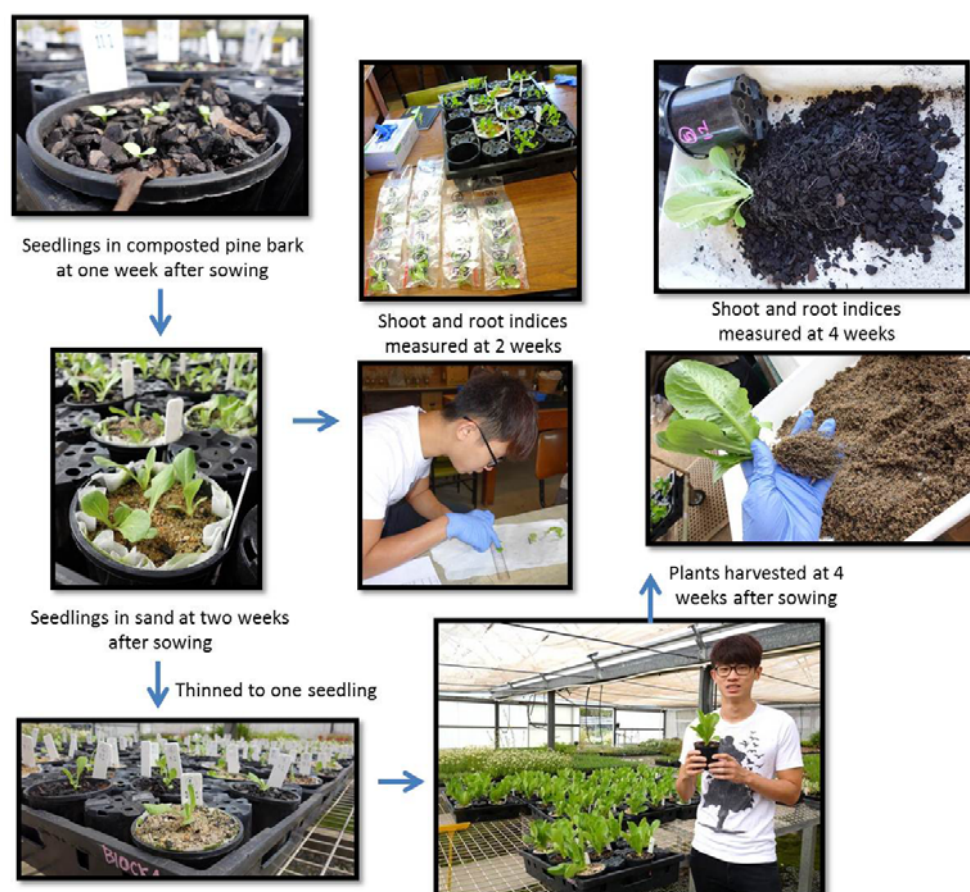 Seedlings in composted pine bark
at one week after sowing
Shoot and root indices
measured at 2 weeks
Shoot and root indices
measured at 4 weeks
Seedlings in sand at two weeks
after sowing
Plants harvested at 4
weeks after sowing
Thinned to one seedling
BLOCK